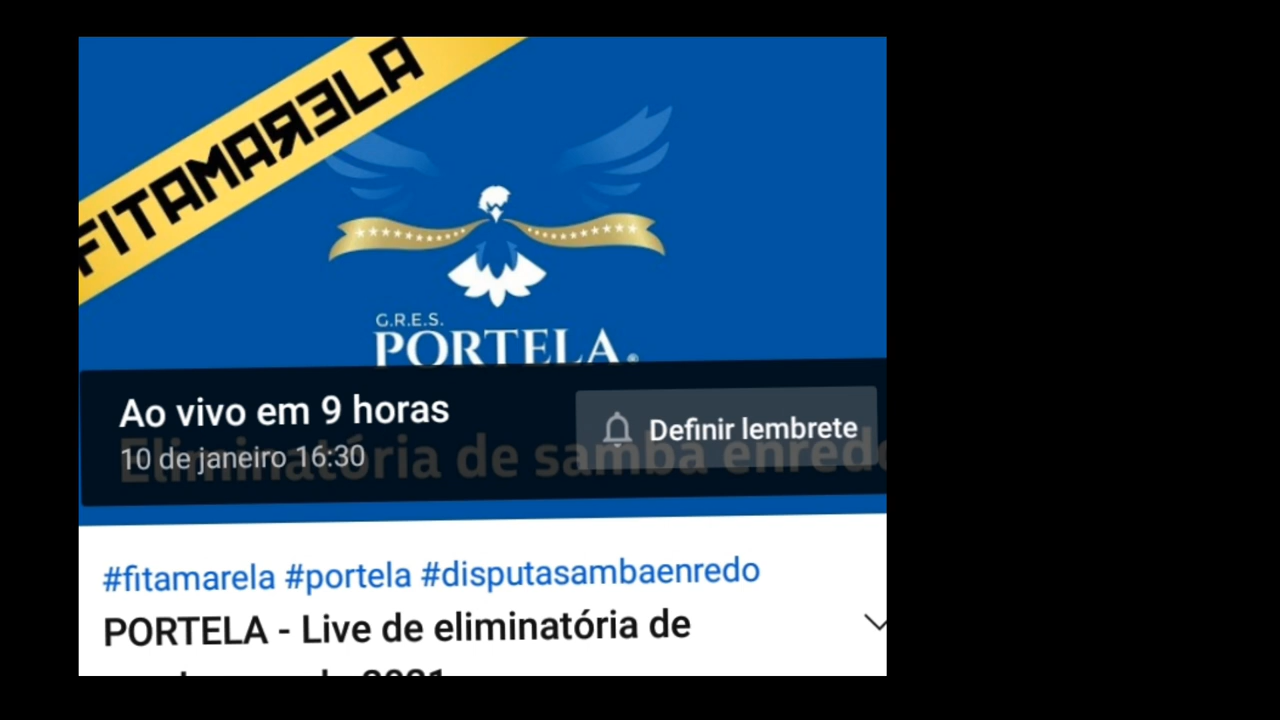 FITAMARELA
G.R.E.S.
PORTELA
Ao vivo em 9 horas
10 de janeiro 16:30
Definir lembrete
Eliminatória de samba enredo
#fitamarela #portela #disputasambaenredo
PORTELA - Live de eliminatória de